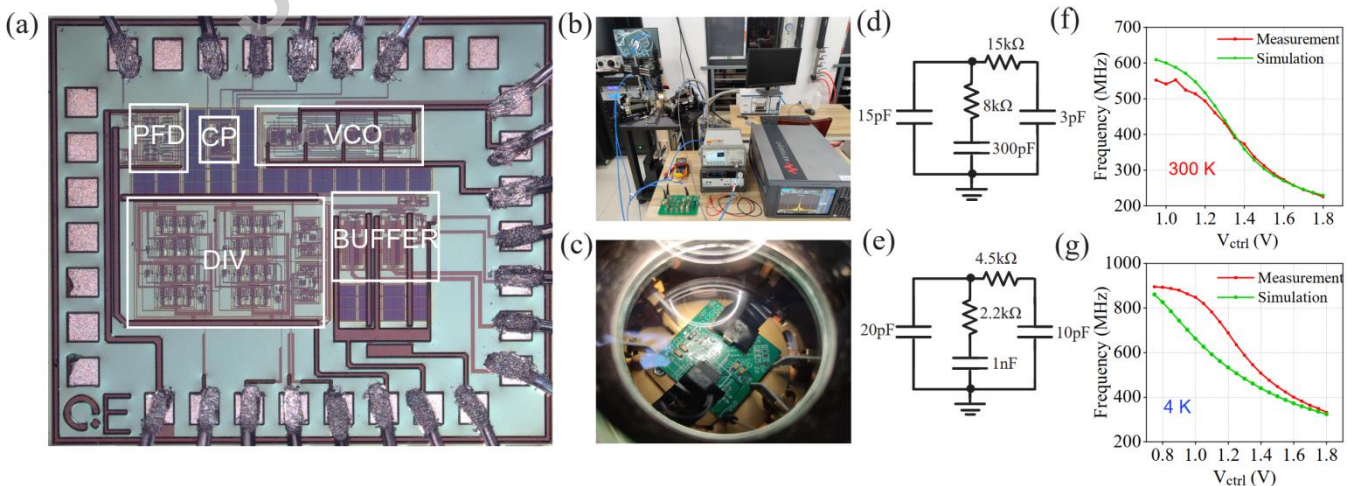 (a)
PFD
CP
VCO
DIV
BUFFER
QE
(b)
(c)
(d)
15kΩ
15pF
8kΩ
3pF
300pF
(e)
4.5kΩ
20pF
2.2kΩ
10pF
1nF
(f)
700
600
500
400
300
200
Frequency (MHz)
Measurement
Simulation
300 K
1.0
1.2
1.4
1.6
1.8
Vctrl (V)
(g)
1000
800
600
400
200
Frequency (MHz)
Measurement
Simulation
4 K
0.8
1.0
1.2
1.4
1.6
1.8
Vctrl (V)